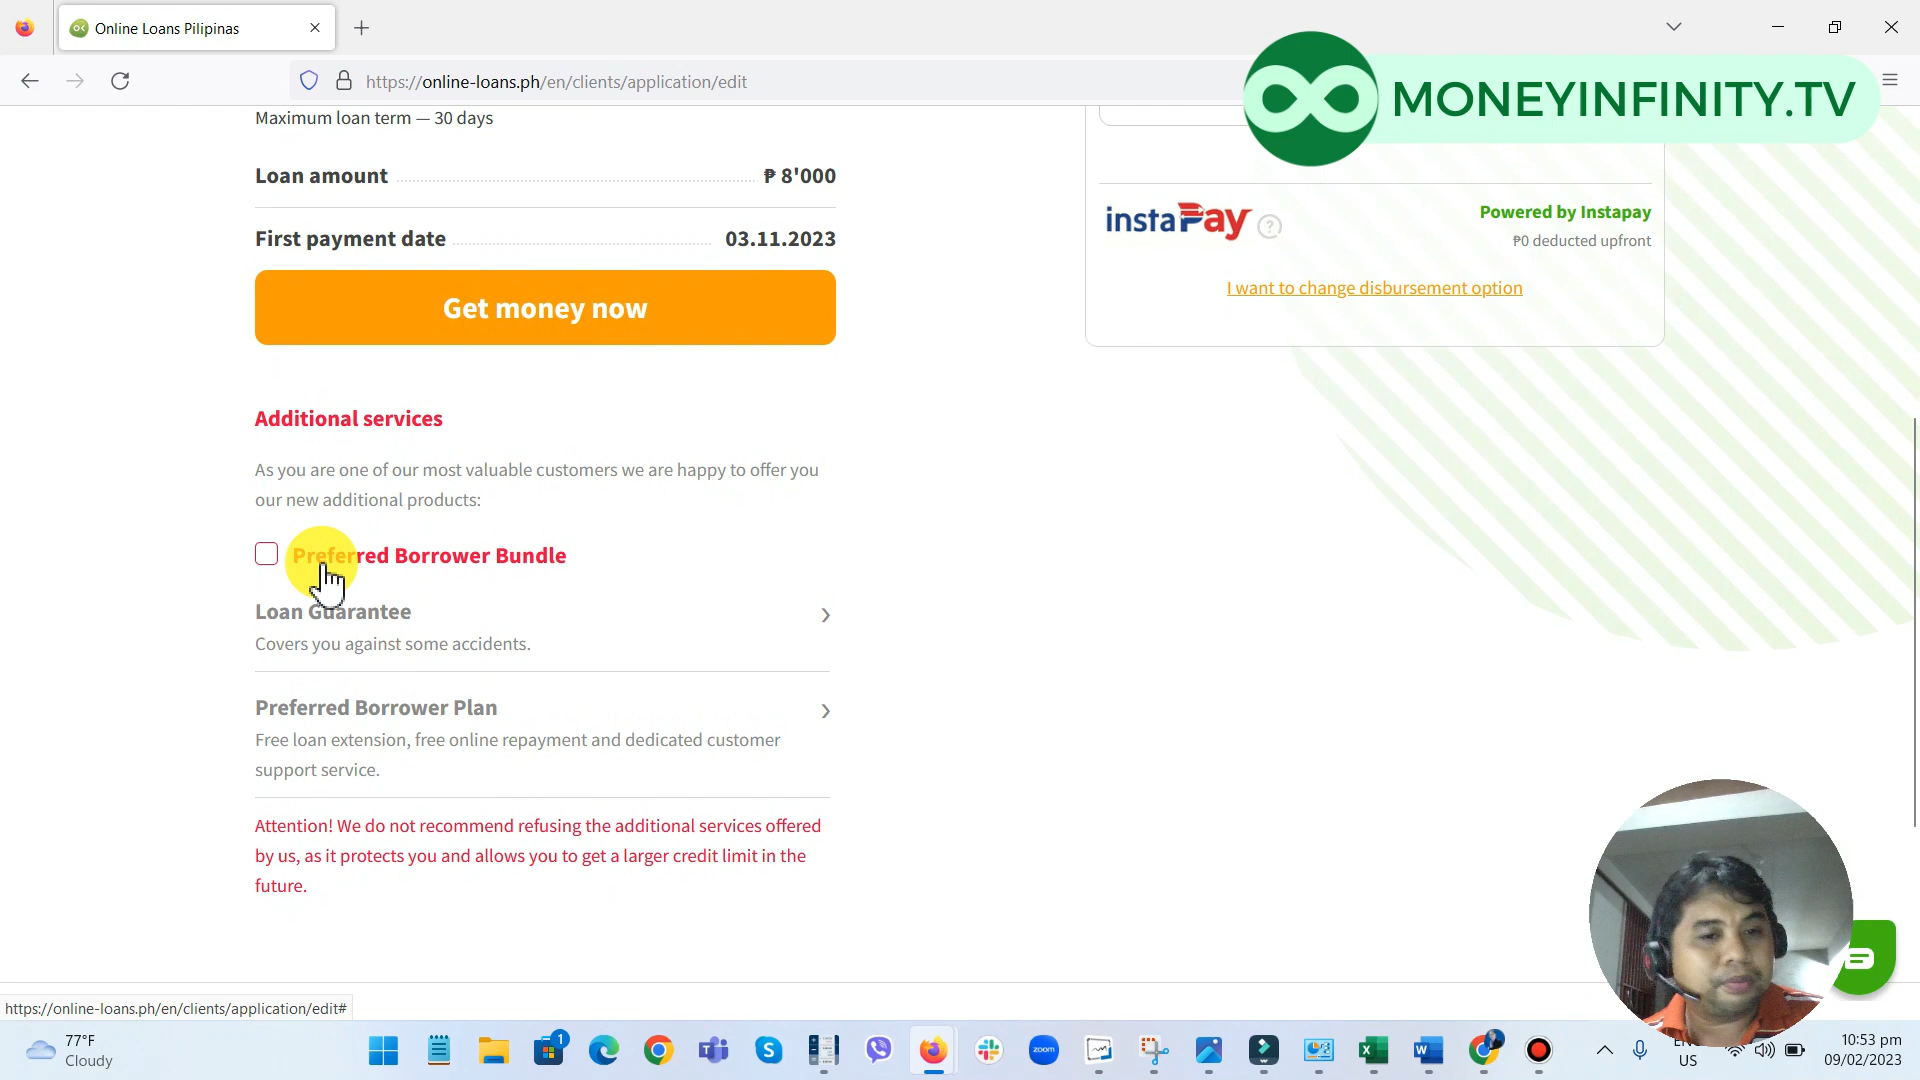 Online Loans Pilipinas
https://online-loans.ph/en/clients/application/edit
MONEYINFINITY.TV
Maximum loan term — 30 days
Loan amount ₱ 8'000
First payment date 03.11.2023
Get money now
instaPay
Powered by Instapay
₱0 deducted upfront
I want to change disbursement option
Additional services
As you are one of our most valuable customers we are happy to offer you
our new additional products:
Preferred Borrower Bundle
Loan Guarantee
Covers you against some accidents.
Preferred Borrower Plan
Free loan extension, free online repayment and dedicated customer
support service.
Attention! We do not recommend refusing the additional services offered
by us, as it protects you and allows you to get a larger credit limit in the
future.
https://online-loans.ph/en/clients/application/edit#
77°F
Cloudy
1
zoom
US
10:53 pm
09/02/2023